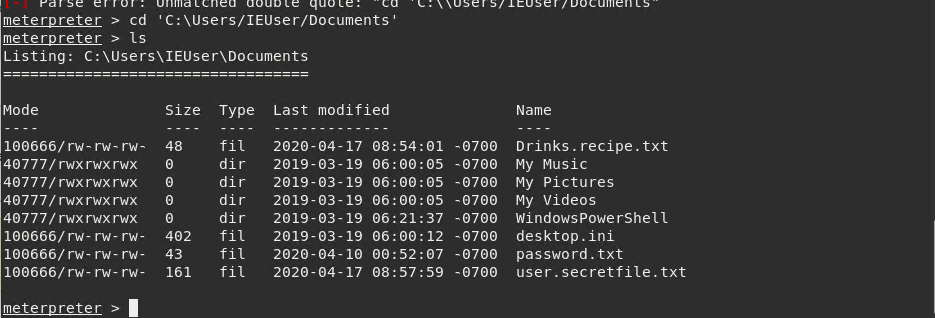 [-] Parse error: Unmatched double quote: "cd 'C:\\Users/IEUser/Documents"
meterpreter > cd 'C:\Users/IEUser/Documents'
meterpreter > ls
Listing: C:\Users\IEUser\Documents
==================================
Mode Size Type Last modified Name
---- ---- ---- ------------- ----
100666/rw-rw-rw- 48 fil 2020-04-17 08:54:01 -0700 Drinks.recipe.txt
40777/rwxrwxrwx 0 dir 2019-03-19 06:00:05 -0700 My Music
40777/rwxrwxrwx 0 dir 2019-03-19 06:00:05 -0700 My Pictures
40777/rwxrwxrwx 0 dir 2019-03-19 06:00:05 -0700 My Videos
40777/rwxrwxrwx 0 dir 2019-03-19 06:21:37 -0700 WindowsPowerShell
100666/rw-rw-rw- 402 fil 2019-03-19 06:00:12 -0700 desktop.ini
100666/rw-rw-rw- 43 fil 2020-04-10 00:52:07 -0700 password.txt
100666/rw-rw-rw- 161 fil 2020-04-17 08:57:59 -0700 user.secretfile.txt
meterpreter >